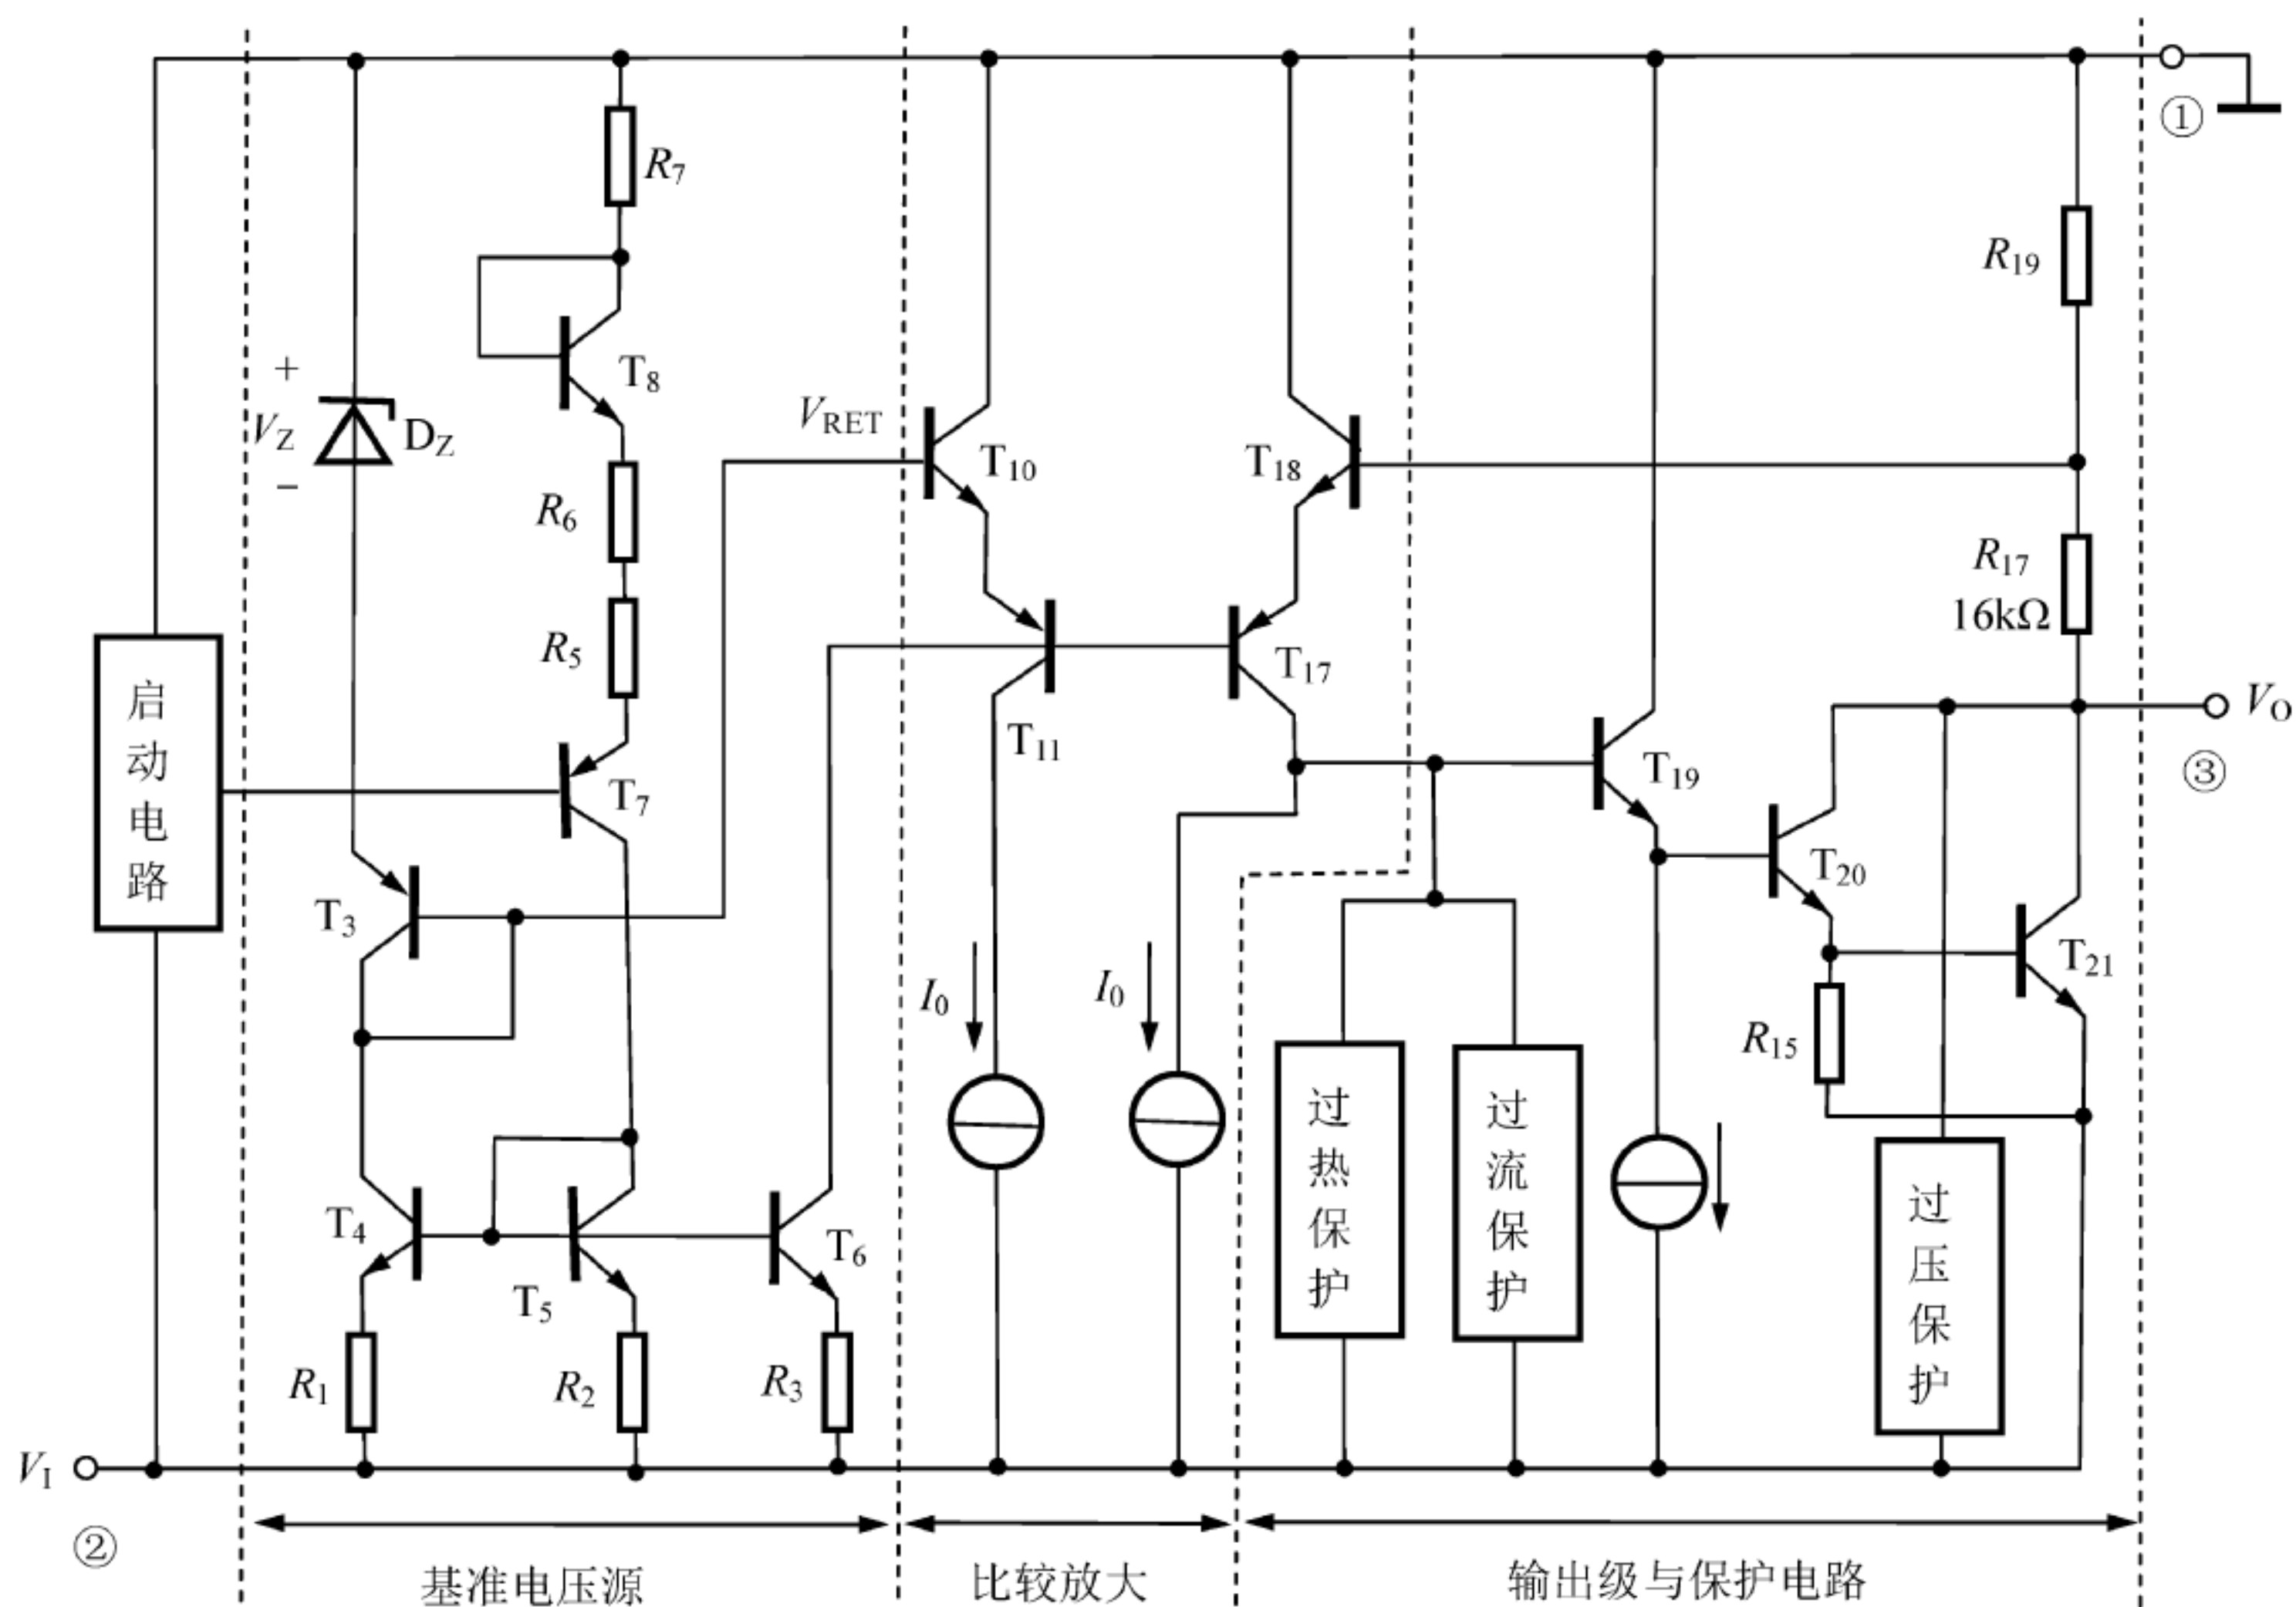 ①
R7
R19
T8
+
VZ
−
DZ
VRET
T10
T18
R6
R17
16kΩ
R5
T17
启动电路
VO
T11
T19
③
T7
T3
T20
T21
I0
I0
R15
过热保护
过流保护
T4
T6
过压保护
T5
R1
R2
R3
VI
②
基准电压源
比较放大
输出级与保护电路